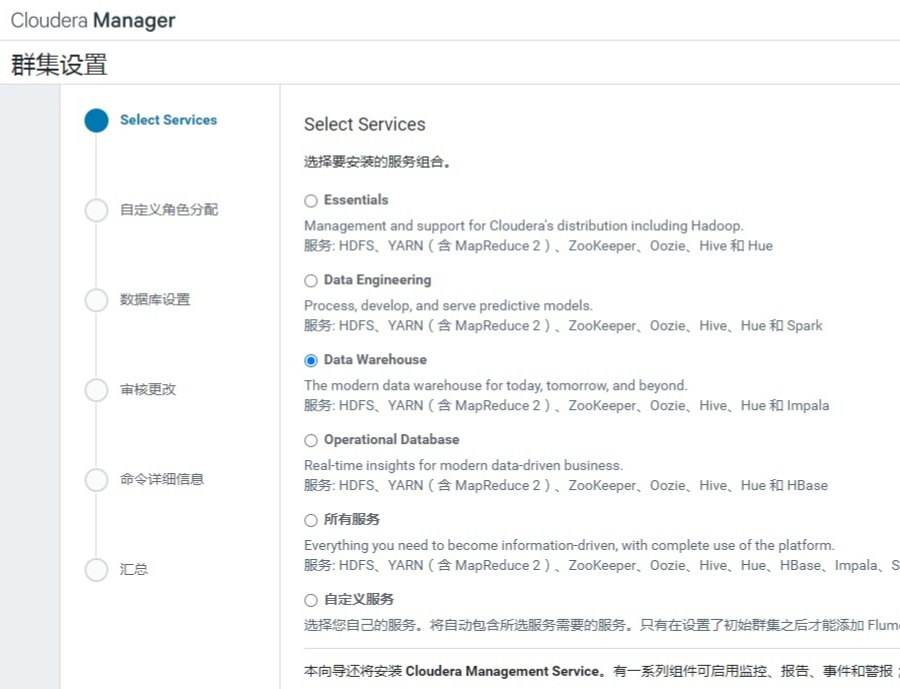 Cloudera Manager
群集设置
Select Services
自定义角色分配
数据库设置
审核更改
命令详细信息
汇总
Select Services
选择要安装的服务组合。
Essentials
Management and support for Cloudera's distribution including Hadoop.
服务: HDFS、YARN（含 MapReduce 2）、ZooKeeper、Oozie、Hive 和 Hue
Data Engineering
Process, develop, and serve predictive models.
服务: HDFS、YARN（含 MapReduce 2）、ZooKeeper、Oozie、Hive、Hue 和 Spark
Data Warehouse
The modern data warehouse for today, tomorrow, and beyond.
服务: HDFS、YARN（含 MapReduce 2）、ZooKeeper、Oozie、Hive、Hue 和 Impala
Operational Database
Real-time insights for modern data-driven business.
服务: HDFS、YARN（含 MapReduce 2）、ZooKeeper、Oozie、Hive、Hue 和 HBase
所有服务
Everything you need to become information-driven, with complete use of the platform.
服务: HDFS、YARN（含 MapReduce 2）、ZooKeeper、Oozie、Hive、Hue、HBase、Impala、S
自定义服务
选择您自己的服务。将自动包含所选服务需要的服务。只有在设置了初始群集之后才能添加 Flum
本向导还将安装 Cloudera Management Service。有一系列组件可启用监控、报告、事件和警报；